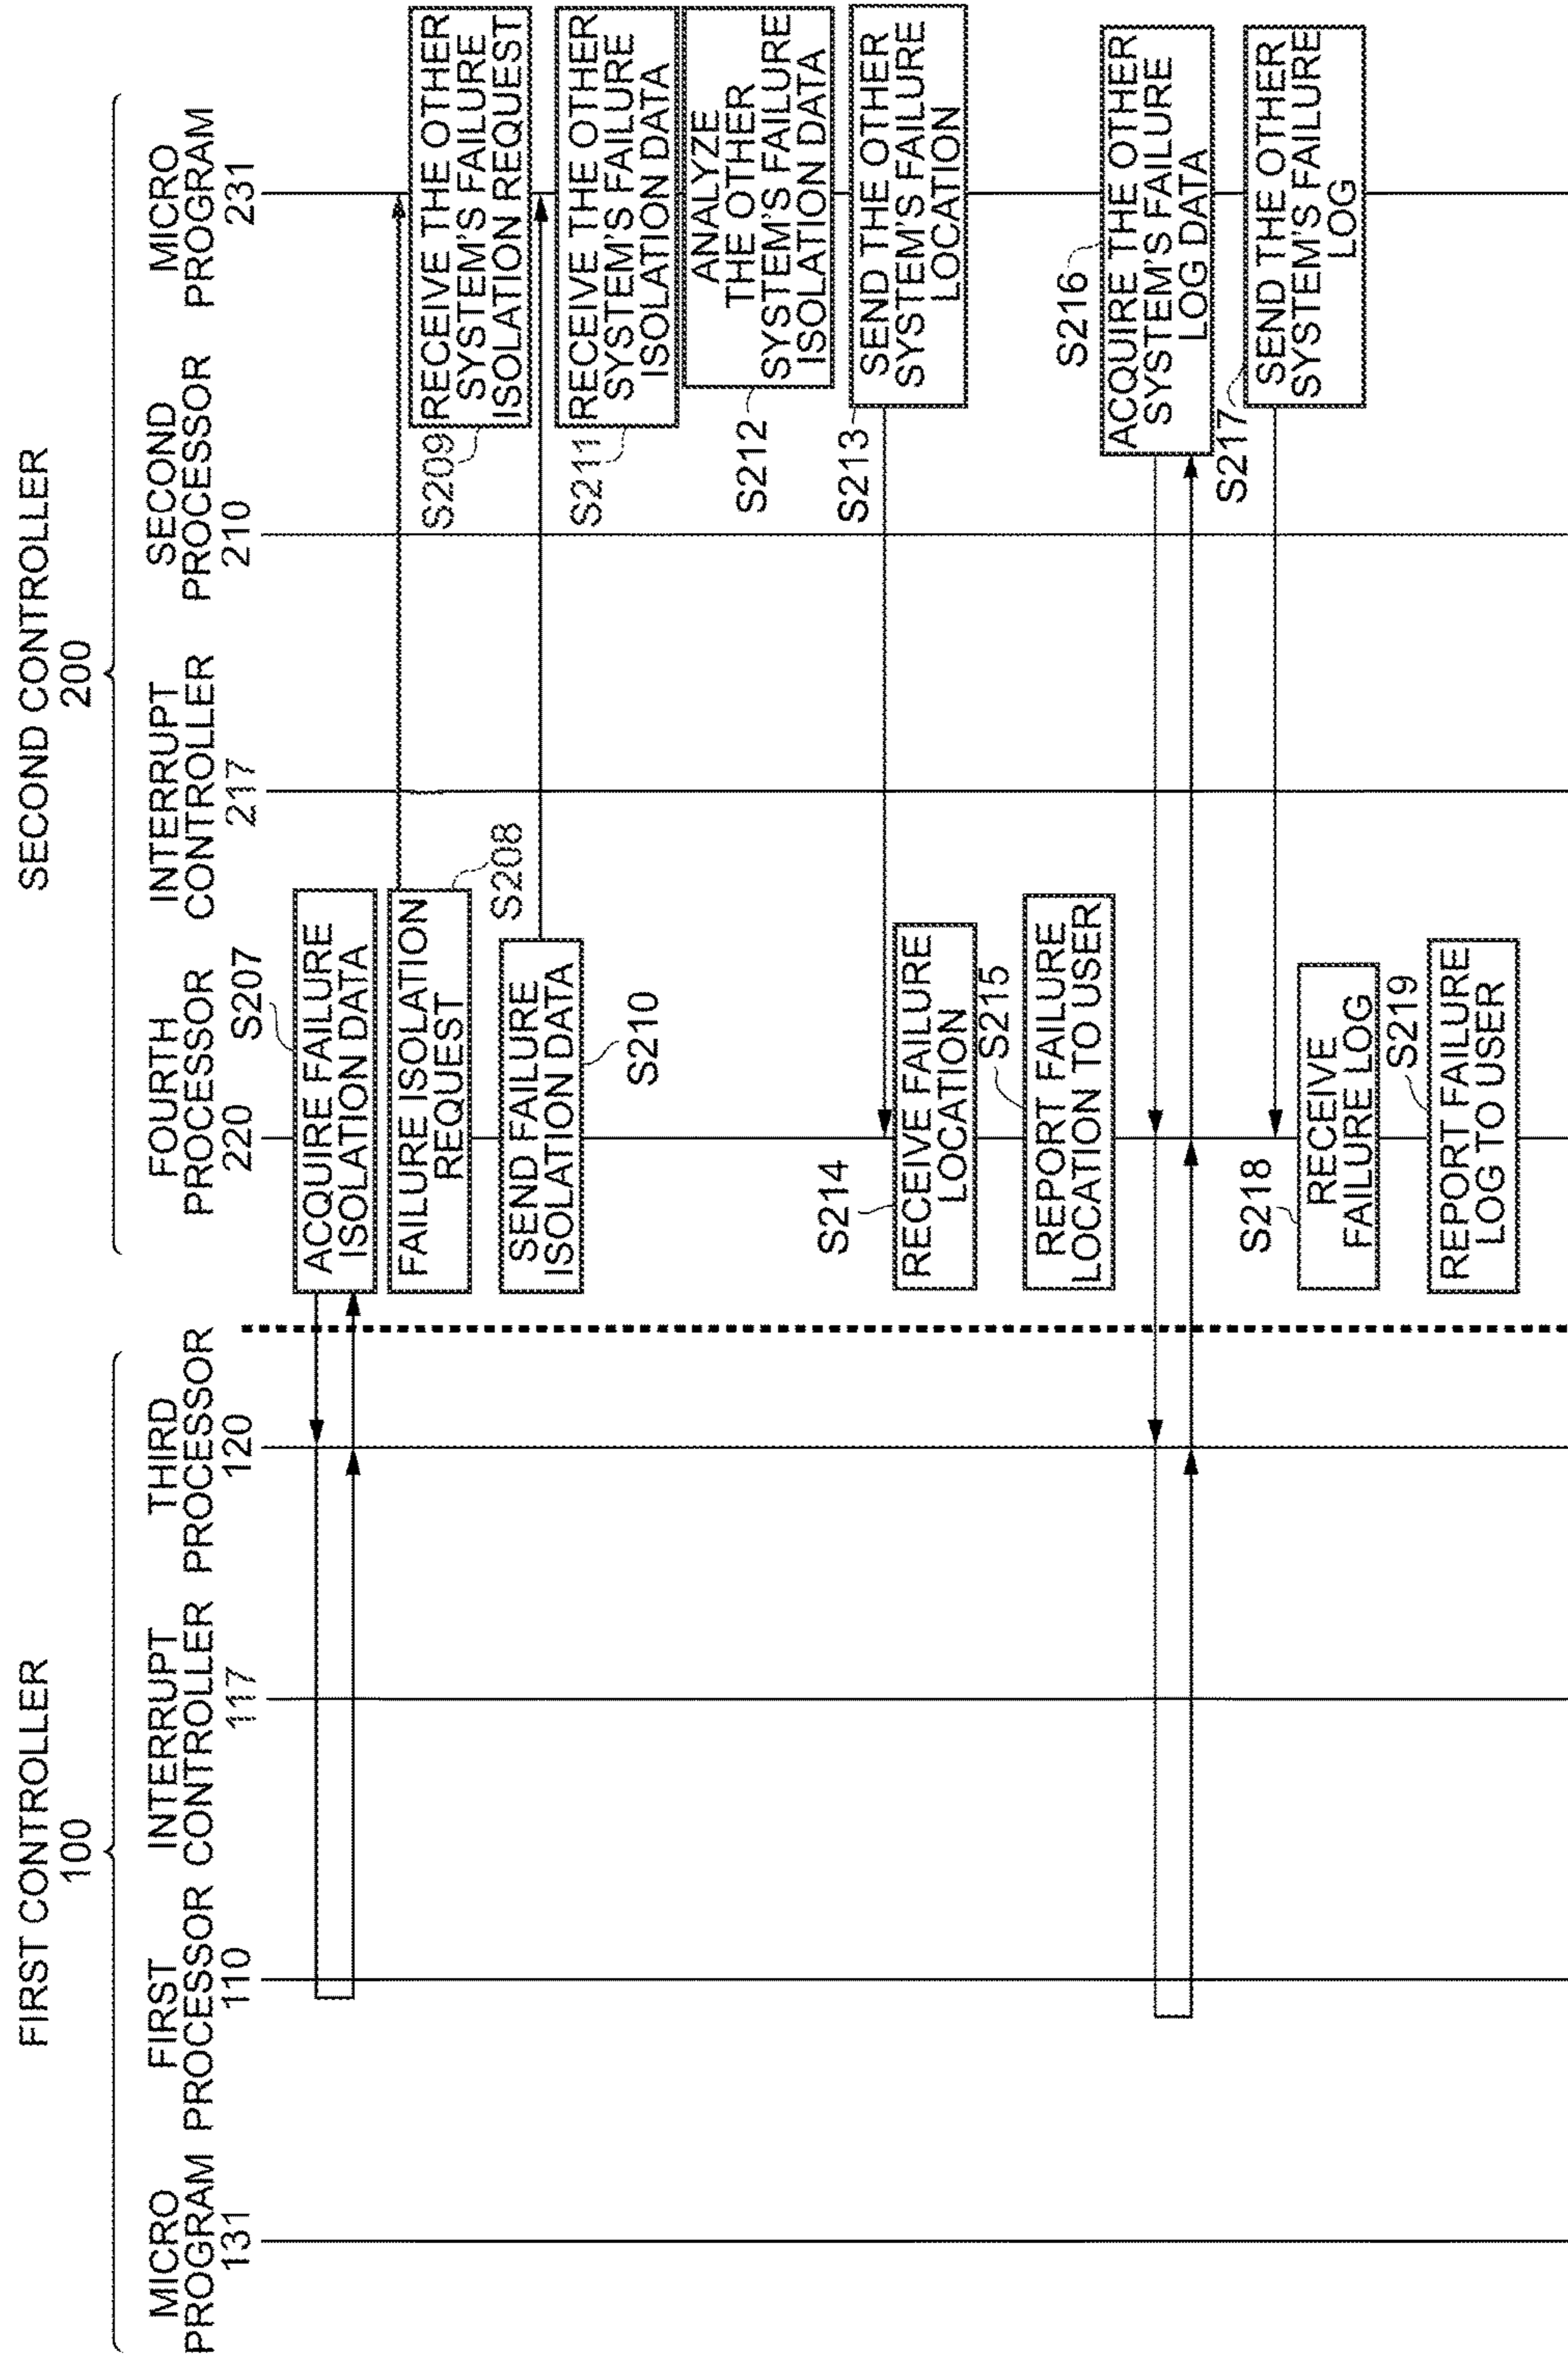 FIRST CONTROLLER
100
SECOND CONTROLLER
200
MICRO
PROGRAM
131
FIRST
PROCESSOR
110
INTERRUPT
CONTROLLER
117
THIRD
PROCESSOR
120
FOURTH
PROCESSOR
220
INTERRUPT
CONTROLLER
217
SECOND
PROCESSOR
210
MICRO
PROGRAM
231
S207
ACQUIRE FAILURE
ISOLATION DATA
FAILURE ISOLATION
REQUEST
S208
S209
RECEIVE THE OTHER
SYSTEM'S FAILURE
ISOLATION REQUEST
SEND FAILURE
ISOLATION DATA
S210
S211
RECEIVE THE OTHER
SYSTEM'S FAILURE
ISOLATION DATA
S212
ANALYZE
THE OTHER
SYSTEM'S FAILURE
ISOLATION DATA
S213
SEND THE OTHER
SYSTEM'S FAILURE
LOCATION
S214
RECEIVE FAILURE
LOCATION
S215
REPORT FAILURE
LOCATION TO USER
S216
ACQUIRE THE OTHER
SYSTEM'S FAILURE
LOG DATA
S217
SEND THE OTHER
SYSTEM'S FAILURE
LOG
S218
RECEIVE
FAILURE LOG
S219
REPORT FAILURE
LOG TO USER